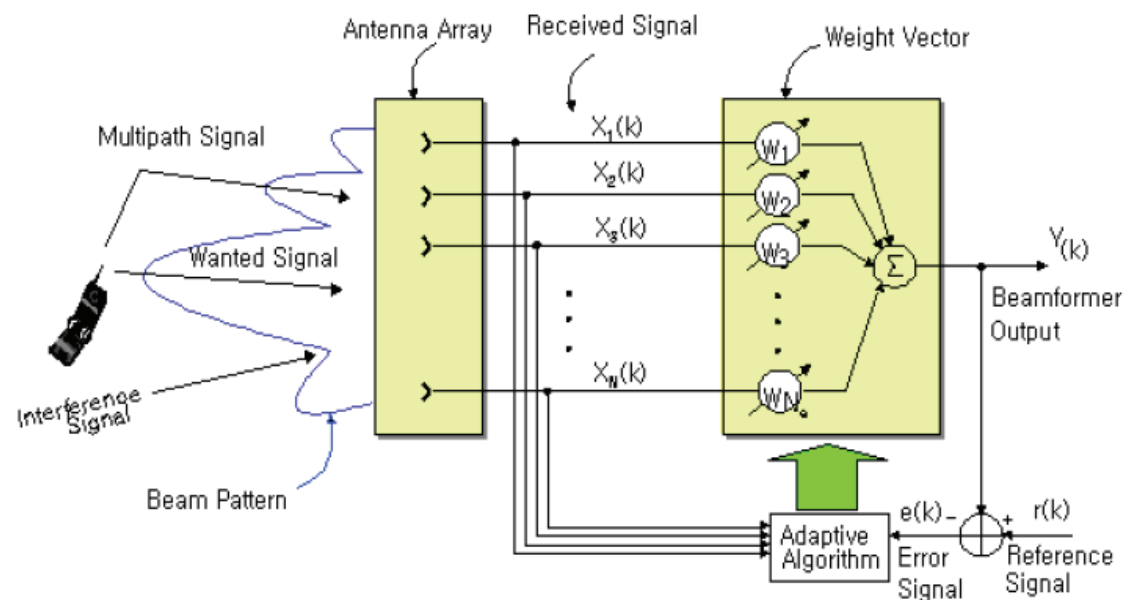 Antenna Array
Received Signal
Weight Vector
Multipath Signal
Wanted Signal
Interference
Signal
Beam Pattern
X1(k)
X2(k)
X3(k)
XN(k)
W1
W2
W3
WN
Σ
Y(k)
Beamformer
Output
Adaptive
Algorithm
e(k) −
Error
Signal
+ r(k)
Reference
Signal